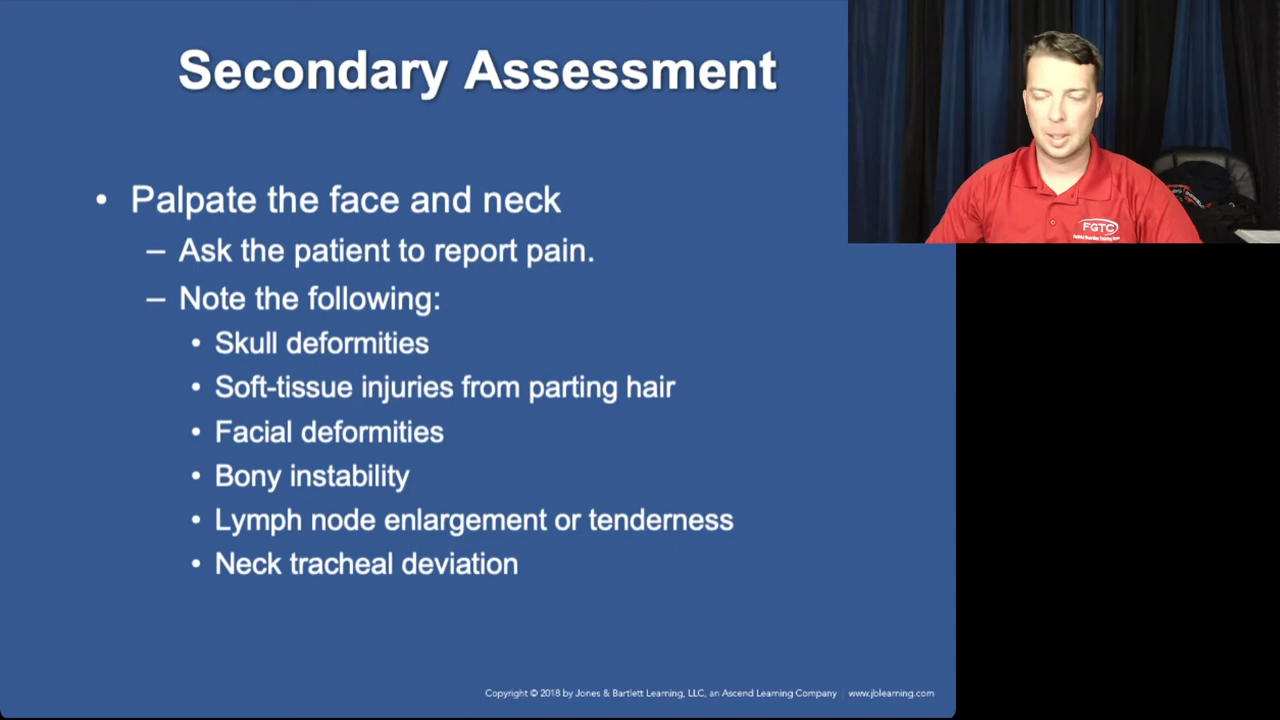 Secondary Assessment
• Palpate the face and neck
– Ask the patient to report pain.
– Note the following:
• Skull deformities
• Soft-tissue injuries from parting hair
• Facial deformities
• Bony instability
• Lymph node enlargement or tenderness
• Neck tracheal deviation
FGTC
Copyright © 2018 by Jones & Bartlett Learning, LLC, an Ascend Learning Company | www.jblearning.com